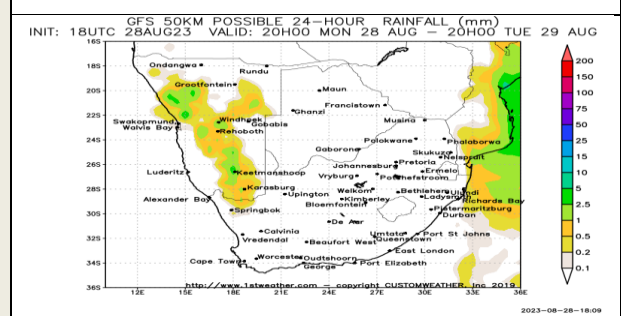 GFS 50KM POSSIBLE 24-HOUR RAINFALL (mm)
INIT: 18UTC 28AUG23 VALID: 20H00 MON 28 AUG - 20H00 TUE 29 AUG
16S
18S
20S
22S
24S
26S
28S
30S
32S
34S
36S
Ondangwa
Rundu
Grootfontein
Maun
Ghanzi
Francistown
Swakopmund
Walvis Bay
Windhoek
Gobabis
Rehoboth
Musina
Polokwane
Phalaborwa
Gaborone
Skukuza
Nelspruit
Johannesburg
Pretoria
Luderitz
Keetmanshoop
Vryburg
Potchefstroom
Ermelo
Karasburg
Upington
Welkom
Bethlehem
Ulundi
Alexander Bay
Kimberley
Ladysmith
Richards Bay
Springbok
Bloemfontein
Pietermaritzburg
Durban
De Aar
Calvinia
Vredendal
Umtata
Port St Johns
Queenstown
Beaufort West
East London
Cape Town
Worcester
Oudtshoorn
George
Port Elizabeth
http://www.1stweather.com - copyright CUSTOMWEATHER, Inc 2019
12E 15E 18E 21E 24E 27E 30E 33E 36E
200
150
100
75
50
25
15
10
5
2.5
1
0.5
0.2
0.1
2023-08-28-18:09